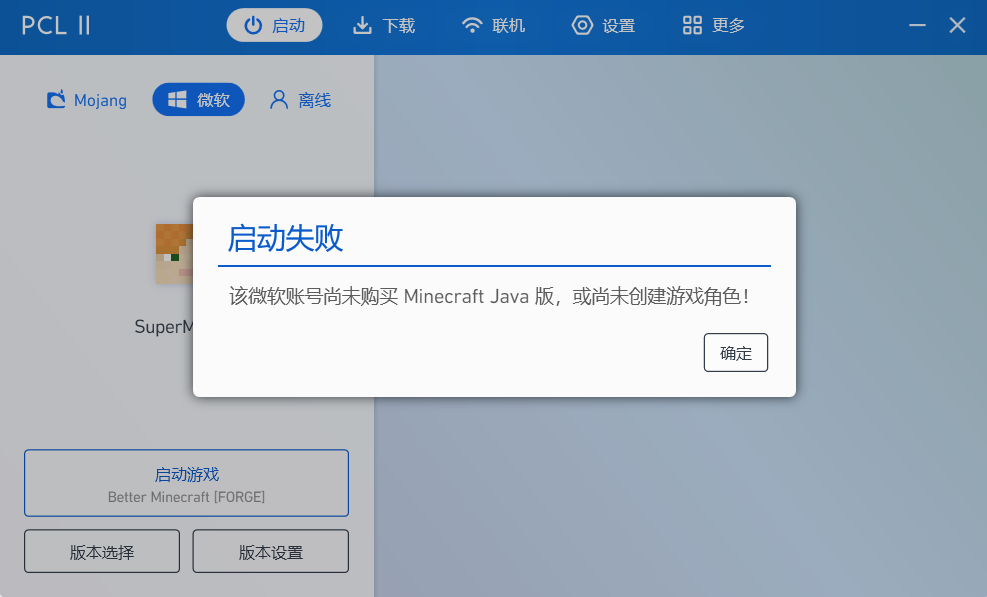 PCL II
启动
下载
联机
设置
更多
Mojang
微软
离线
启动失败
该微软账号尚未购买 Minecraft Java 版，或尚未创建游戏角色！
确定
SuperM
启动游戏
Better Minecraft [FORGE]
版本选择
版本设置